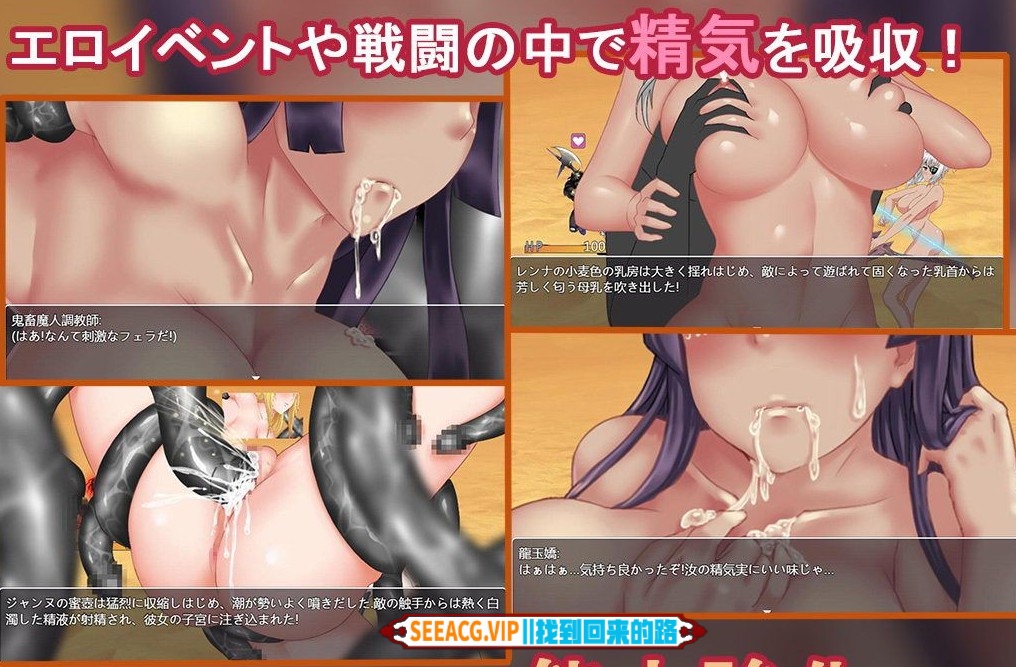 エロイベントや戦闘の中で精気を吸収!
鬼畜魔人調教師:
(はあ!なんて刺激なフェラだ!)
HP 100
レンナの小麦色の乳房は大きく揺れはじめ、敵によって遊ばれて固くなった乳首からは
芳しく匂う母乳を吹き出した!
ジャンヌの蜜壺は猛烈に収縮しはじめ、潮が勢いよく噴きだした.敵の触手からは熱く白
濁した精液が射精され、彼女の子宮に注ぎ込まれた!
龍玉嬌:
はぁはぁ...気持ち良かったぞ!汝の精気実にいい味じゃ...
SEEACG.VIP||找到回来的路